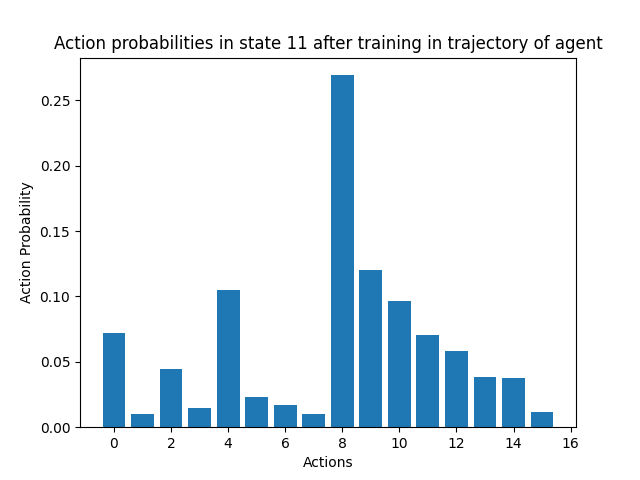 Action probabilities in state 11 after training in trajectory of agent
Action Probability
0.25
0.20
0.15
0.10
0.05
0.00
0 2 4 6 8 10 12 14 16
Actions